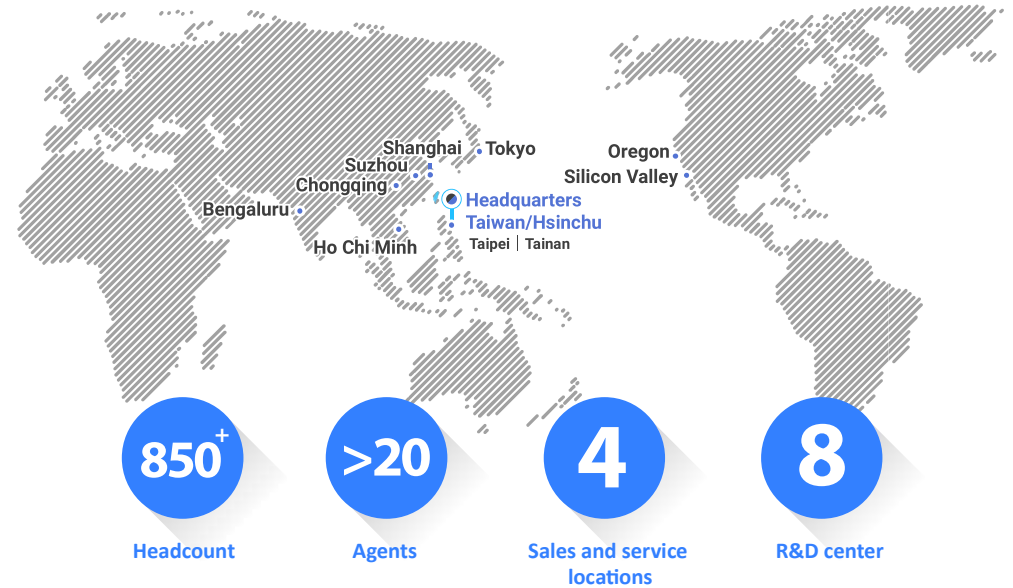 Shanghai
Tokyo
Suzhou
Chongqing
Bengaluru
Ho Chi Minh
Headquarters
Taiwan/Hsinchu
Taipei | Tainan
Oregon
Silicon Valley
850+
Headcount
>20
Agents
4
Sales and service
locations
8
R&D center